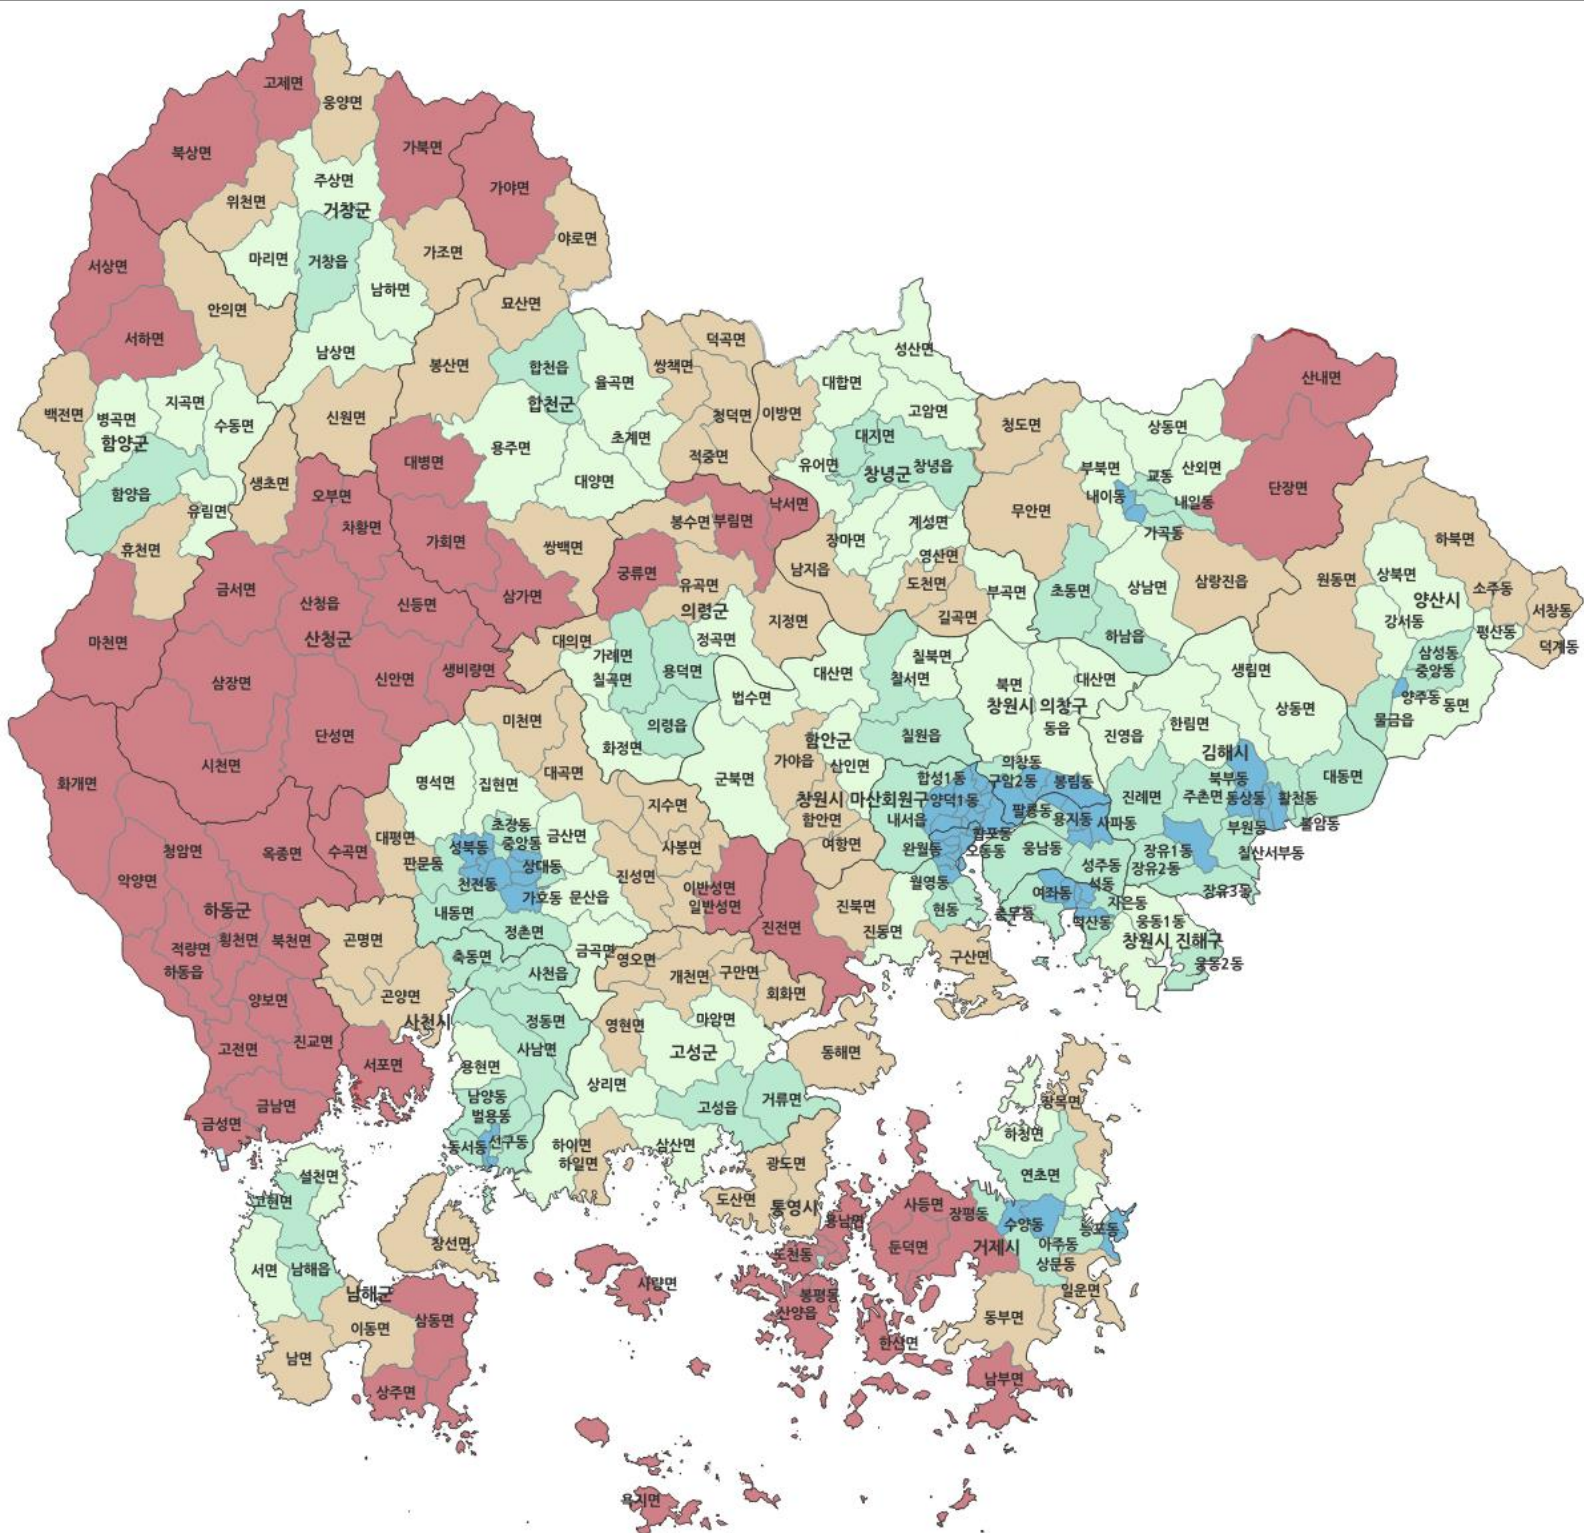 고제면
웅양면
북상면
가북면
주상면
가야면
위천면
거창군
야로면
마리면
거창읍
가조면
서상면
남하면
안의면
묘산면
서하면
남상면
덕곡면
성산면
봉산면
합천읍
쌍책면
율곡면
대합면
산내면
지곡면
합천군
백전면
병곡면
신원면
청덕면
이방면
고암면
수동면
청도면
상동면
함양군
용주면
초계면
대지면
대병면
적중면
유어면
창녕군
창녕읍
부북면
교동
산외면
생초면
대양면
단장면
함양읍
오부면
내이동
내일동
유림면
낙서면
무안면
차황면
봉수면
부림면
계성면
가곡동
가회면
장마면
휴천면
쌍백면
영산면
하북면
남지읍
궁류면
상북면
원동면
금서면
유곡면
도천면
부곡면
초동면
상남면
삼랑진읍
소주동
산청읍
신등면
삼가면
양산시
의령군
서창동
길곡면
지정면
강서동
마천면
산청군
대의면
정곡면
하남읍
평산동
덕계동
가례면
칠북면
삼성동
생비량면
용덕면
대산면
생림면
중앙동
삼장면
신안면
칠곡면
칠서면
북면
대산면
법수면
양주동
동면
창원시 의창구
상동면
미천면
의령읍
동읍
한림면
물금읍
단성면
칠원읍
진영읍
함안군
화정면
김해시
시천면
가야읍
산인면
의창동
대곡면
군북면
합성1동
구암2동
봉림동
북부동
대동면
화개면
명석면
집현면
창원시 마산회원구
양덕1동
진례면
주촌면
동상동
활천동
지수면
팔룡동
내서읍
함안면
용지동
사파동
부원동
불암동
초장동
합포동
대평면
금산면
여항면
성북동
중앙동
사봉면
완월동
오동동
웅남동
장유1동
칠산서부동
청암면
옥종면
수곡면
판문동
상대동
성주동
장유2동
악양면
천전동
진성면
이반성면
월영동
석동
가호동
문산읍
여좌동
장유3동
일반성면
진북면
자은동
하동군
내동면
현동
충무동
덕산동
웅동1동
정촌면
진전면
진동면
횡천면
북천면
곤명면
창원시 진해구
적량면
금곡면
축동면
영오면
구산면
웅동2동
하동읍
사천읍
개천면
구만면
양보면
곤양면
회화면
사천시
정동면
영현면
마암면
진교면
고전면
사남면
고성군
동해면
서포면
용현면
상리면
남양동
거류면
장목면
금남면
고성읍
금성면
벌용동
하청면
동서동
선구동
하이면
삼산면
하일면
광도면
설천면
연초면
고현면
도산면
통영시
사등면
장평동
용남면
수양동
능포동
창선면
둔덕면
거제시
아주동
도천동
서면
남해읍
상문동
사량면
남해군
봉평동
일운면
산양읍
삼동면
이동면
동부면
한산면
남면
남부면
상주면
욕지면